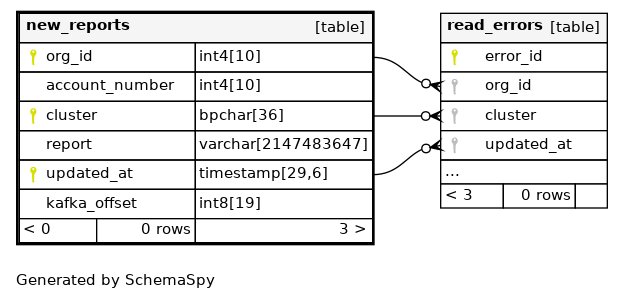 new_reports [table]
org_id int4[10]
account_number int4[10]
cluster bpchar[36]
report varchar[2147483647]
updated_at timestamp[29,6]
kafka_offset int8[19]
< 0 0 rows 3 >
read_errors [table]
error_id
org_id
cluster
updated_at
...
< 3 0 rows
Generated by SchemaSpy